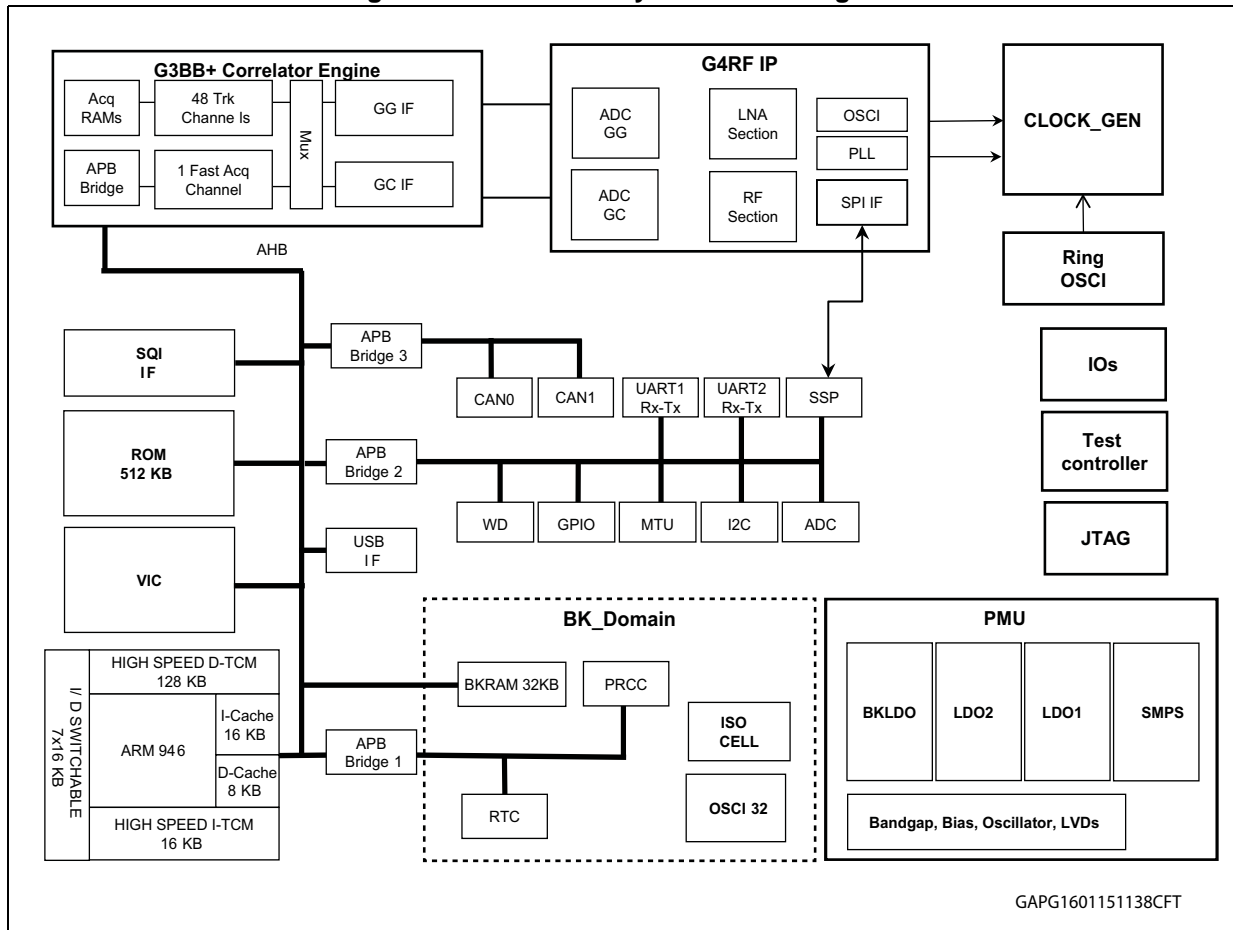 G3BB+ Correlator Engine
Acq
RAMs
48 Trk
Channe ls
Mux
GG IF
APB
Bridge
1 Fast Acq
Channel
GC IF
G4RF IP
ADC
GG
LNA
Section
OSCI
PLL
ADC
GC
RF
Section
SPI IF
CLOCK_GEN
Ring
OSCI
AHB
SQI
I F
APB
Bridge 3
CAN0
CAN1
UART1
Rx-Tx
UART2
Rx-Tx
SSP
IOs
ROM
512 KB
APB
Bridge 2
WD
GPIO
MTU
I2C
ADC
Test
controller
JTAG
VIC
USB
I F
I/ D SWITCHABLE
7x16 KB
HIGH SPEED D-TCM
128 KB
ARM 946
I-Cache
16 KB
D-Cache
8 KB
HIGH SPEED I-TCM
16 KB
APB
Bridge 1
BK_Domain
BKRAM 32KB
PRCC
ISO
CELL
RTC
OSCI 32
PMU
BKLDO
LDO2
LDO1
SMPS
Bandgap, Bias, Oscillator, LVDs
GAPG1601151138CFT